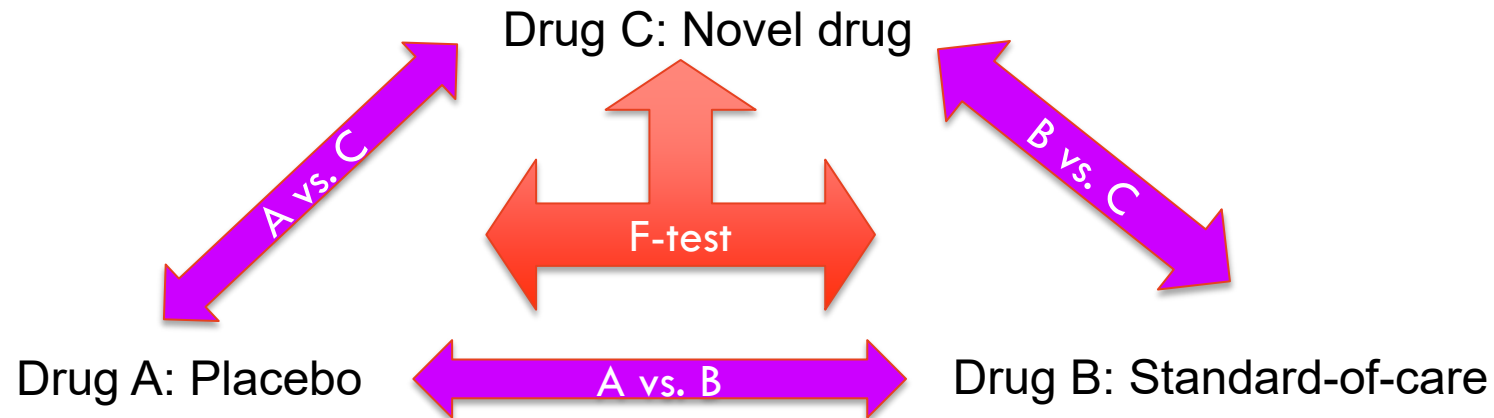 Drug C: Novel drug
A vs. C
B vs. C
F-test
Drug A: Placebo
A vs. B
Drug B: Standard-of-care